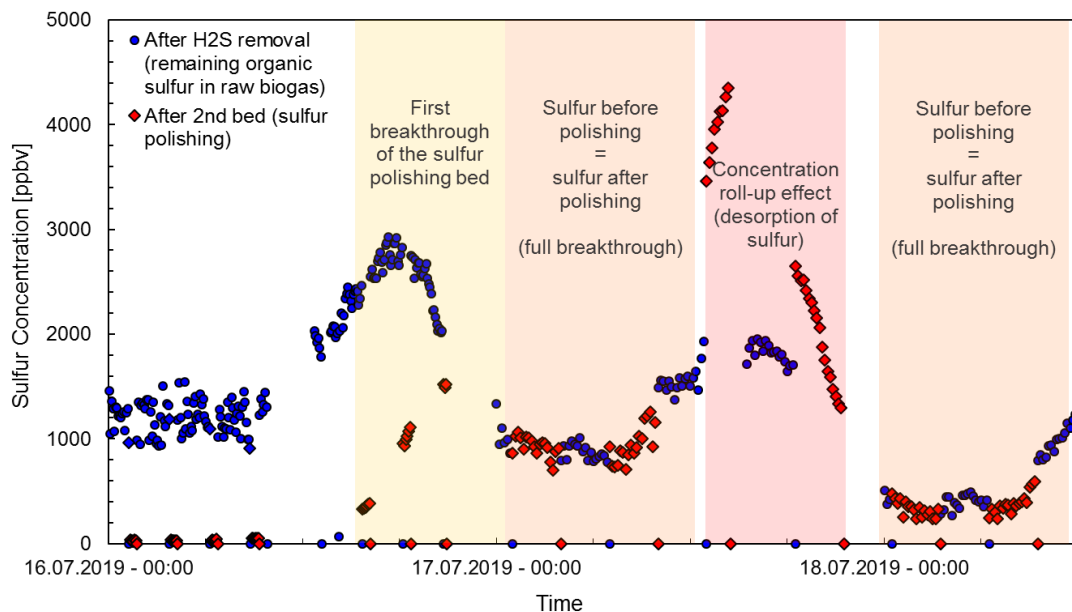 5000
4000
3000
2000
1000
0
Sulfur Concentration [ppbv]
After H2S removal
(remaining organic
sulfur in raw biogas)
After 2nd bed (sulfur
polishing)
First
breakthrough
of the sulfur
polishing bed
Sulfur before
polishing
=
sulfur after
polishing
(full breakthrough)
Concentration
roll-up effect
(desorption of
sulfur)
Sulfur before
polishing
=
sulfur after
polishing
(full breakthrough)
16.07.2019 - 00:00
17.07.2019 - 00:00
18.07.2019 - 00:00
Time